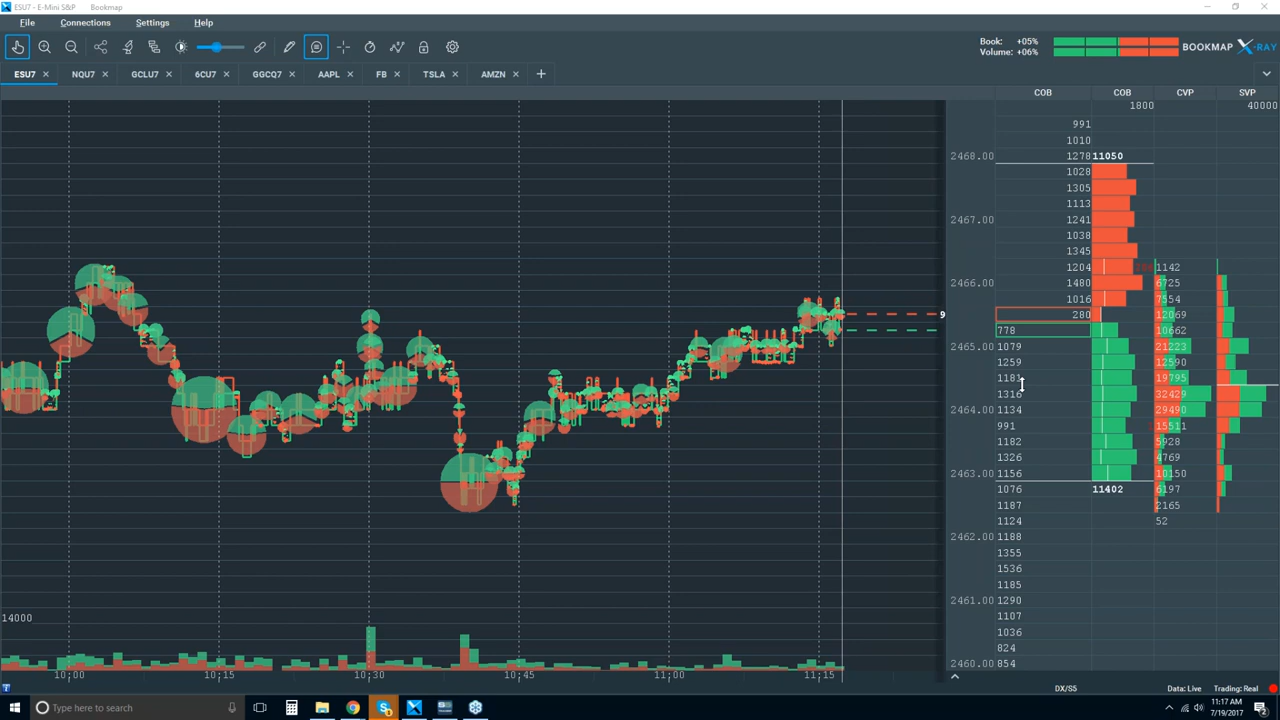 ESU7 - E-Mini S&P Bookmap
File Connections Settings Help
Book: +05%
Volume: +06%
BOOKMAP X-RAY
ESU7 NQU7 GCLU7 6CU7 GGCQ7 AAPL FB TSLA AMZN
COB COB CVP SVP
1800 40000
991
1010
2468.00 1278 11050
1028
1305
1113
2467.00 1241
1038
1345
1204 1142
2466.00 1480 6725
1016 7554
9 280 12069
778 10662
2465.00 1079 21223
1259 12590
1181 19795
1316 32429
2464.00 1134 29490
991 15511
1182 5928
1326 4769
2463.00 1156 10150
1076 11402 6197
1187 2165
1124 52
2462.00 1188
1355
1536
1185
2461.00 1290
1107
14000
1036
824
2460.00 854
10:00 10:15 10:30 10:45 11:00 11:15
DX/S5 Data: Live Trading: Real
Type here to search
11:17 AM
7/19/2017
2